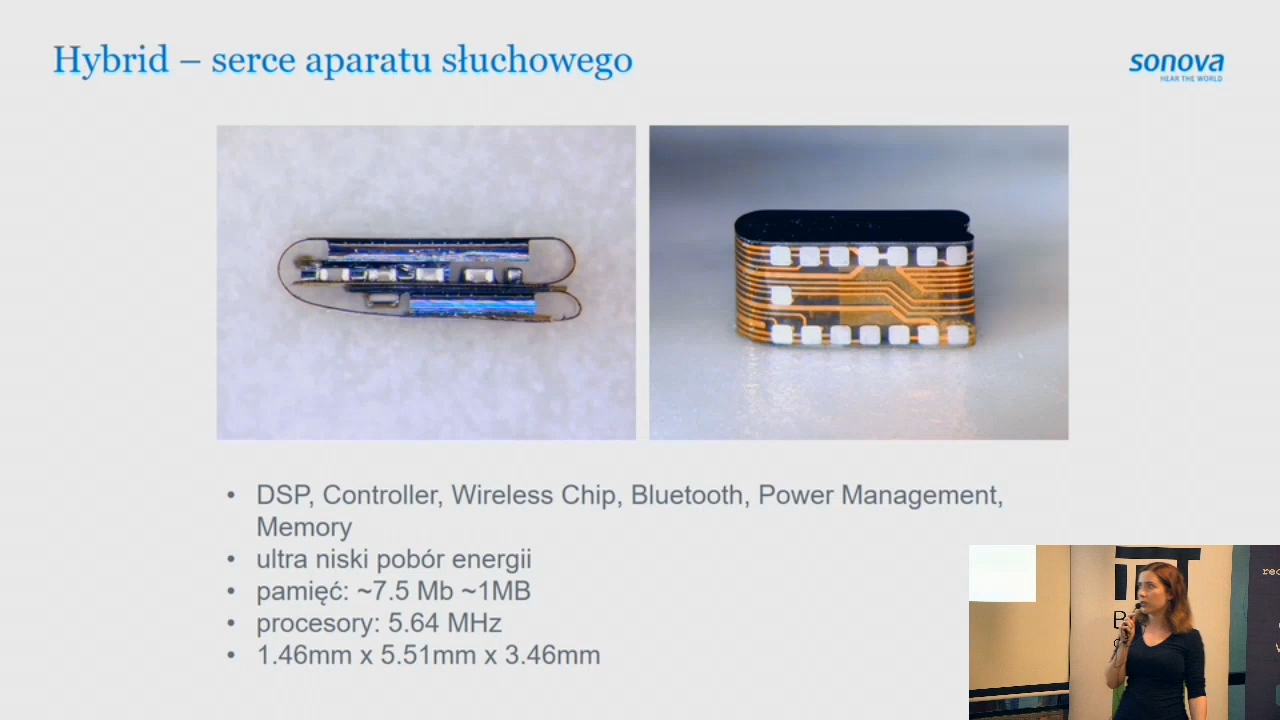 Hybrid – serce aparatu słuchowego
sonova
HEAR THE WORLD
• DSP, Controller, Wireless Chip, Bluetooth, Power Management,
Memory
• ultra niski pobór energii
• pamięć: ~7.5 Mb ~1MB
• procesory: 5.64 MHz
• 1.46mm x 5.51mm x 3.46mm